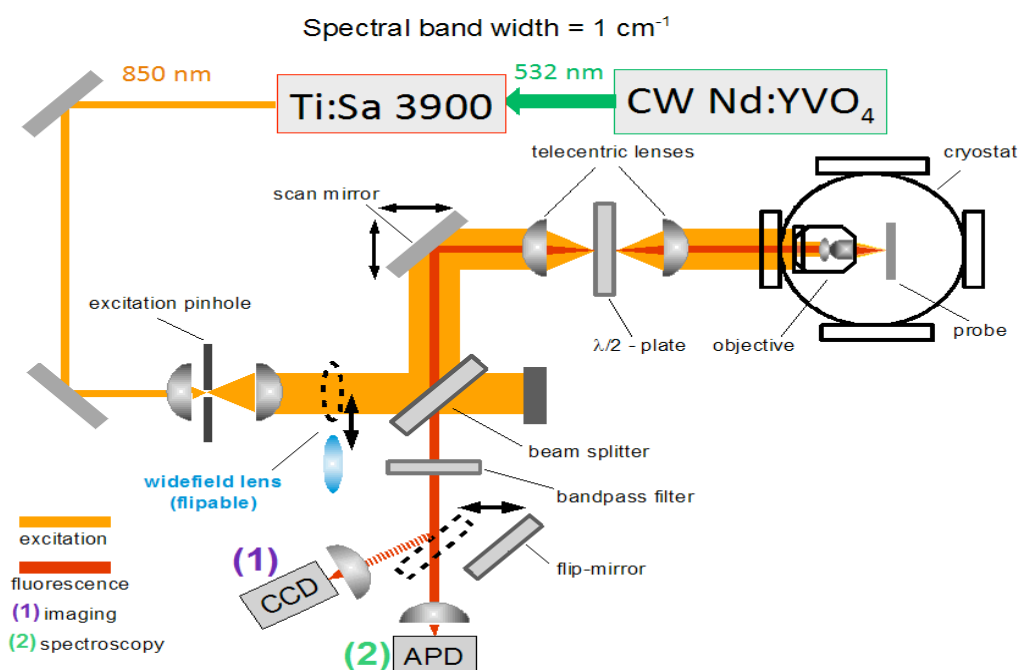 Spectral band width = 1 cm⁻¹
850 nm
532 nm
Ti:Sa 3900
CW Nd:YVO₄
telecentric lenses
cryostat
scan mirror
excitation pinhole
λ/2 - plate
objective
probe
beam splitter
widefield lens
(flipable)
bandpass filter
excitation
(1)
flip-mirror
fluorescence
CCD
(1) imaging
(2) spectroscopy
(2)
APD